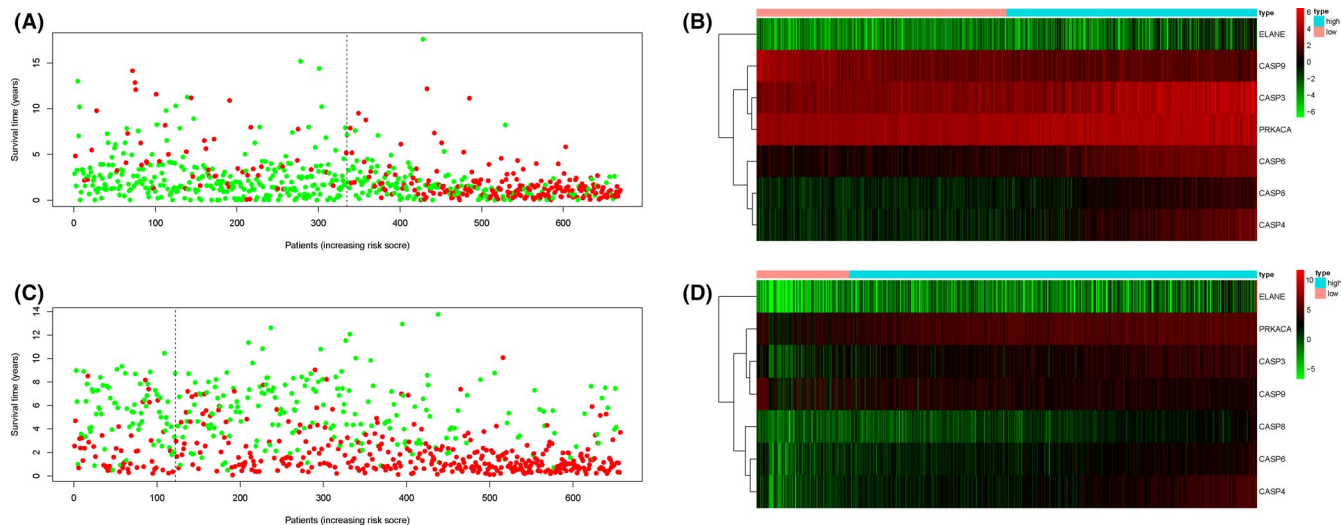 (A)
Survival time (years)
15
10
5
0
0 100 200 300 400 500 600
Patients (increasing risk socre)
(B)
type
ELANE
CASP9
CASP3
PRKACA
CASP6
CASP8
CASP4
6
4
2
0
-2
-4
-6
type
high
low
(C)
Survival time (years)
14
12
10
8
6
4
2
0
0 100 200 300 400 500 600
Patients (increasing risk socre)
(D)
type
ELANE
PRKACA
CASP3
CASP9
CASP8
CASP6
CASP4
10
5
0
−5
type
high
low